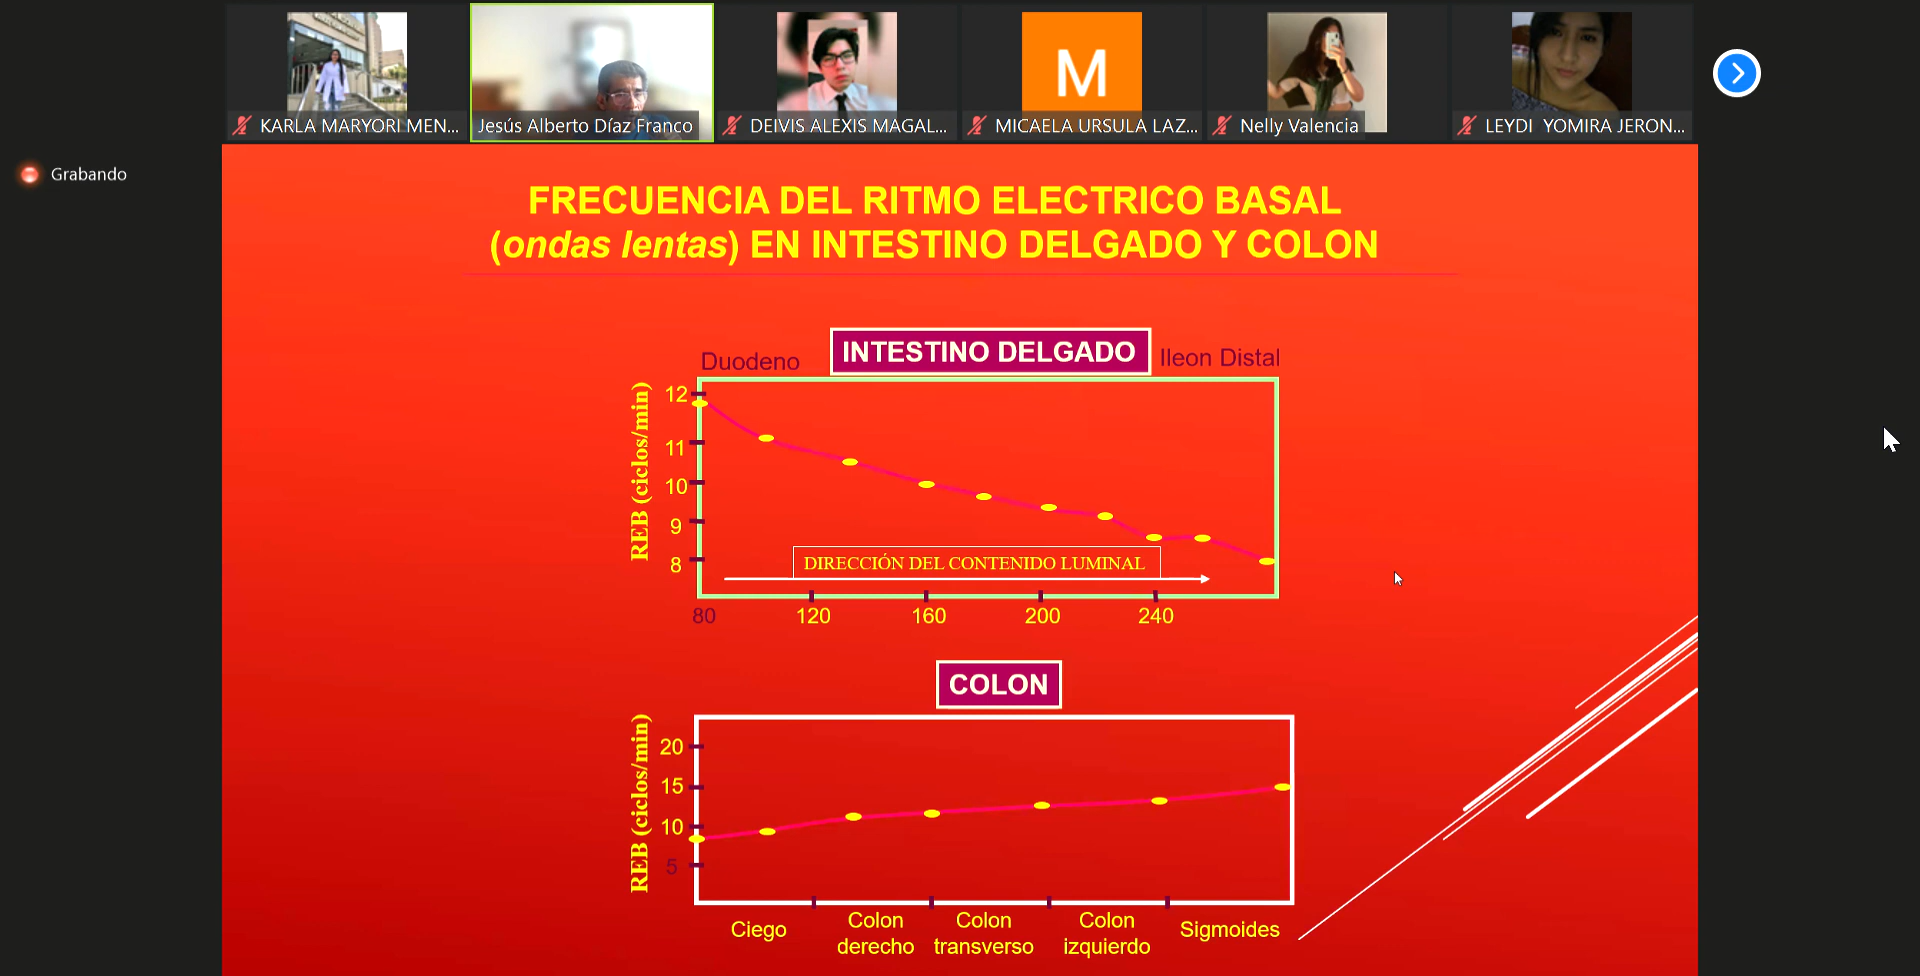 KARLA MARYORI MEN...
Jesús Alberto Díaz Franco
DEIVIS ALEXIS MAGAL...
M
MICAELA URSULA LAZ...
Nelly Valencia
LEYDI YOMIRA JERON...
Grabando
FRECUENCIA DEL RITMO ELECTRICO BASAL
(ondas lentas) EN INTESTINO DELGADO Y COLON
Duodeno
INTESTINO DELGADO
Ileon Distal
REB (ciclos/min)
12
11
10
9
8
DIRECCIÓN DEL CONTENIDO LUMINAL
80 120 160 200 240
COLON
REB (ciclos/min)
20
15
10
5
Ciego
Colon
derecho
Colon
transverso
Colon
izquierdo
Sigmoides